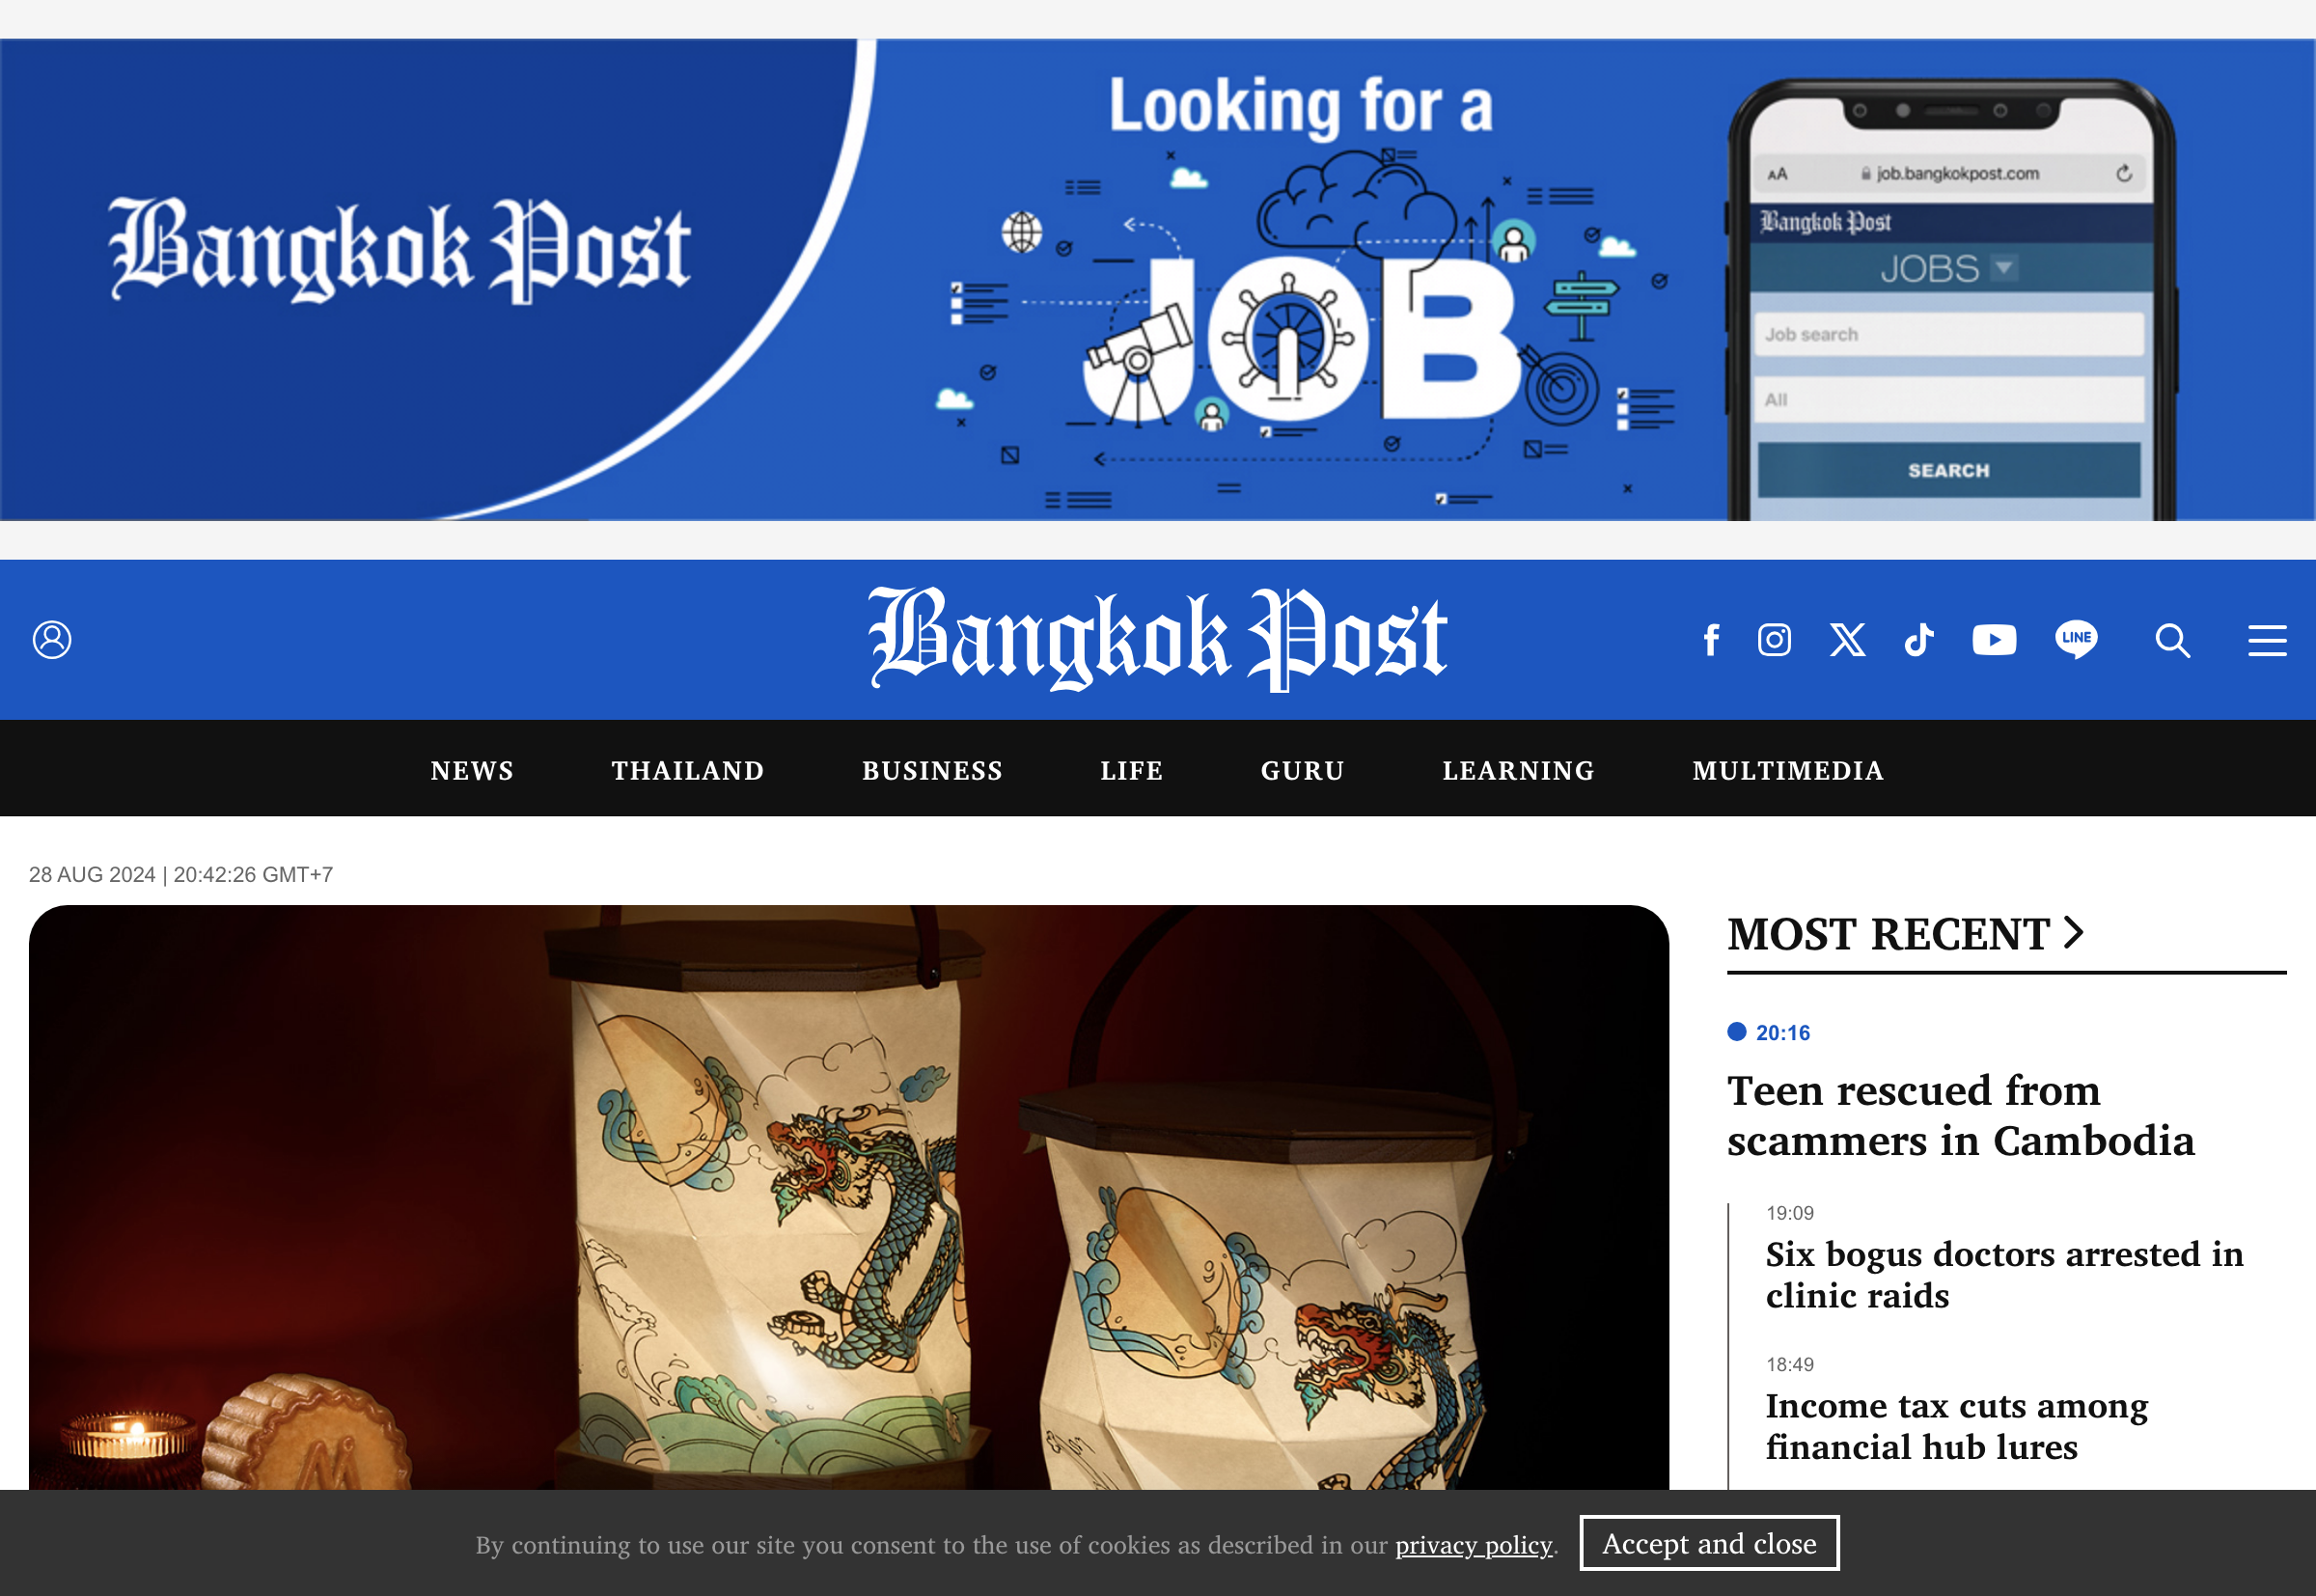 Bangkok Post
Looking for a
JOB
AA job.bangkokpost.com
Bangkok Post
JOBS
Job search
All
SEARCH
Bangkok Post
LINE
NEWS THAILAND BUSINESS LIFE GURU LEARNING MULTIMEDIA
28 AUG 2024 | 20:42:26 GMT+7
MOST RECENT
20:16
Teen rescued from
scammers in Cambodia
19:09
Six bogus doctors arrested in
clinic raids
18:49
Income tax cuts among
financial hub lures
By continuing to use our site you consent to the use of cookies as described in our privacy policy. Accept and close